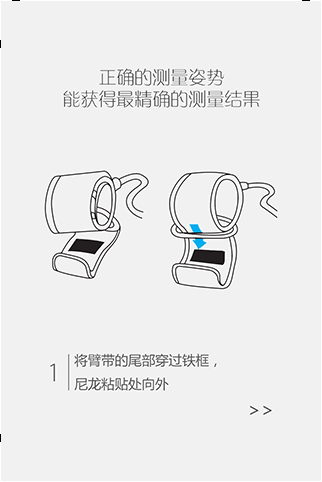 正确的测量姿势
能获得最精确的测量结果
1
将臂带的尾部穿过铁框，
尼龙粘贴处向外
>>